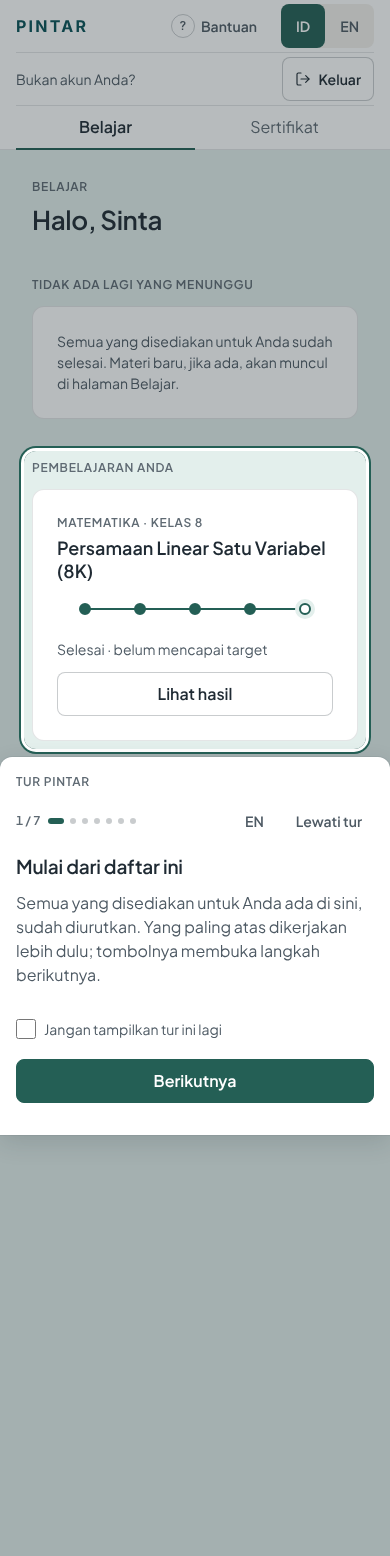 PINTAR
? Bantuan
ID EN
Bukan akun Anda?
Keluar
Belajar
Sertifikat
BELAJAR
Halo, Sinta
TIDAK ADA LAGI YANG MENUNGGU
Semua yang disediakan untuk Anda sudah
selesai. Materi baru, jika ada, akan muncul
di halaman Belajar.
PEMBELAJARAN ANDA
MATEMATIKA · KELAS 8
Persamaan Linear Satu Variabel
(8K)
Selesai · belum mencapai target
Lihat hasil
TUR PINTAR
1 / 7
EN
Lewati tur
Mulai dari daftar ini
Semua yang disediakan untuk Anda ada di sini,
sudah diurutkan. Yang paling atas dikerjakan
lebih dulu; tombolnya membuka langkah
berikutnya.
Jangan tampilkan tur ini lagi
Berikutnya